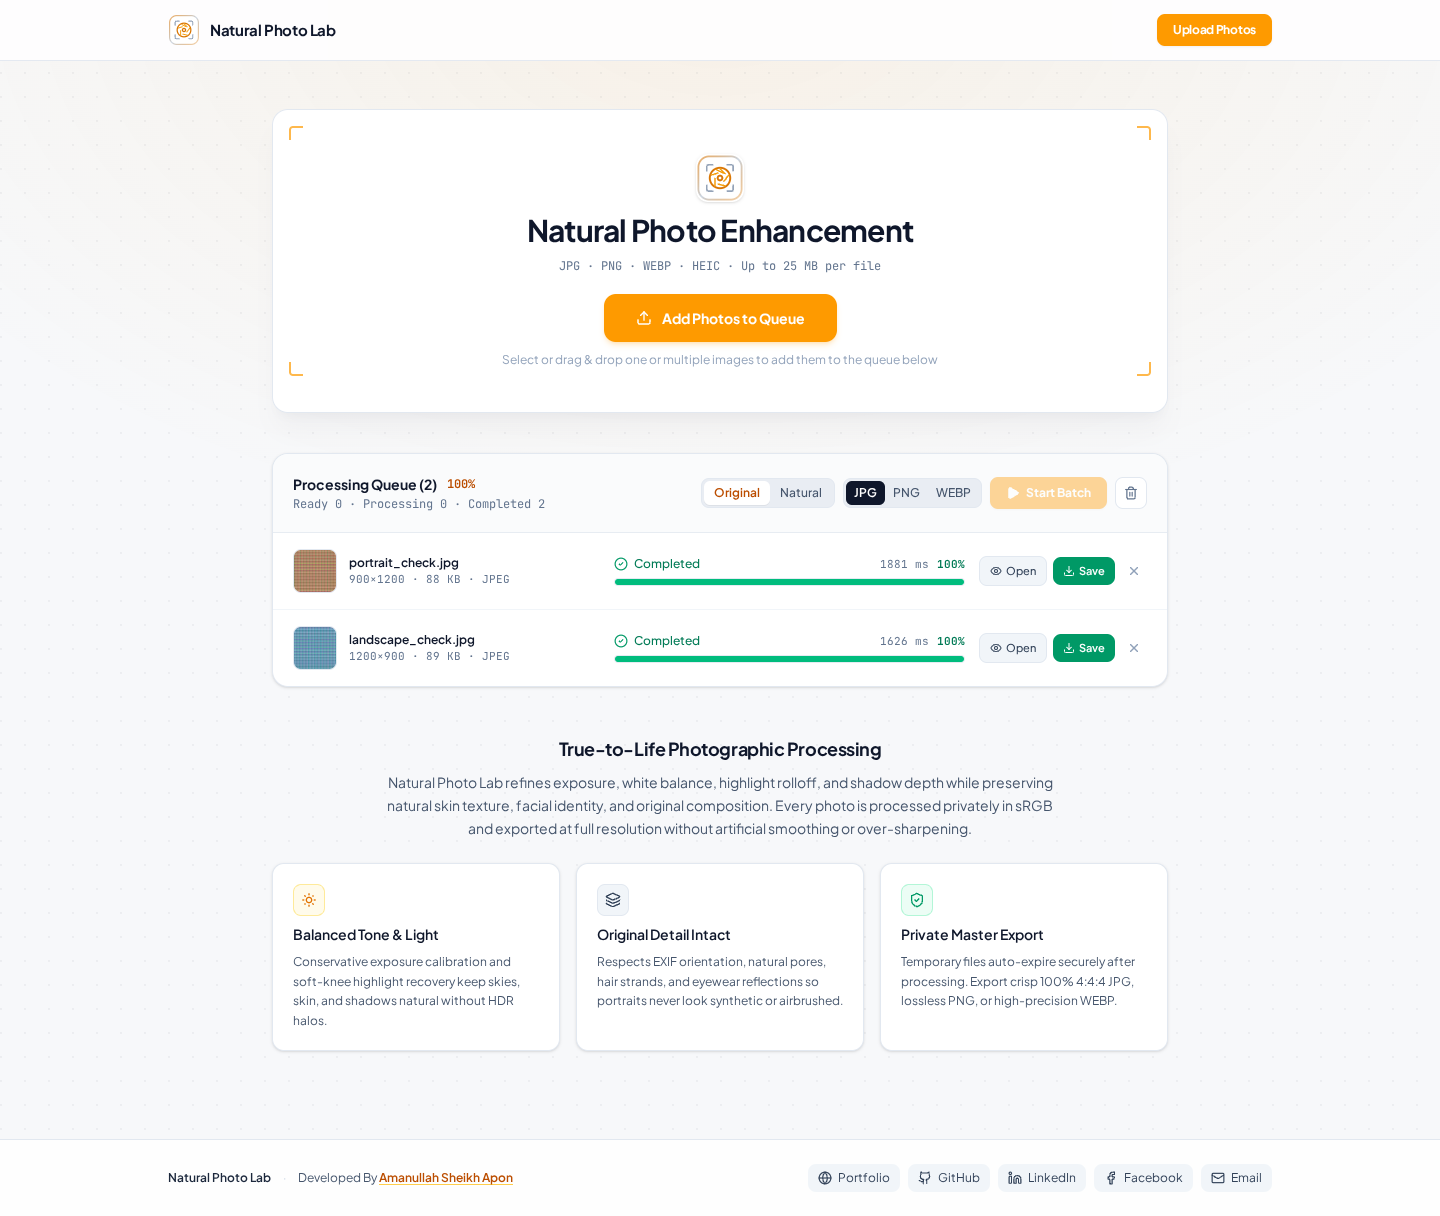 Natural Photo Lab
Upload Photos
Natural Photo Enhancement
JPG · PNG · WEBP · HEIC · Up to 25 MB per file
Add Photos to Queue
Select or drag & drop one or multiple images to add them to the queue below
Processing Queue (2) 100%
Ready 0 · Processing 0 · Completed 2
Original Natural JPG PNG WEBP Start Batch
portrait_check.jpg
900×1200 · 88 KB · JPEG
Completed 1881 ms 100% Open Save
landscape_check.jpg
1200×900 · 89 KB · JPEG
Completed 1626 ms 100% Open Save
True-to-Life Photographic Processing
Natural Photo Lab refines exposure, white balance, highlight rolloff, and shadow depth while preserving
natural skin texture, facial identity, and original composition. Every photo is processed privately in sRGB
and exported at full resolution without artificial smoothing or over-sharpening.
Balanced Tone & Light
Conservative exposure calibration and
soft-knee highlight recovery keep skies,
skin, and shadows natural without HDR
halos.
Original Detail Intact
Respects EXIF orientation, natural pores,
hair strands, and eyewear reflections so
portraits never look synthetic or airbrushed.
Private Master Export
Temporary files auto-expire securely after
processing. Export crisp 100% 4:4:4 JPG,
lossless PNG, or high-precision WEBP.
Natural Photo Lab · Developed By Amanullah Sheikh Apon
Portfolio GitHub LinkedIn Facebook Email